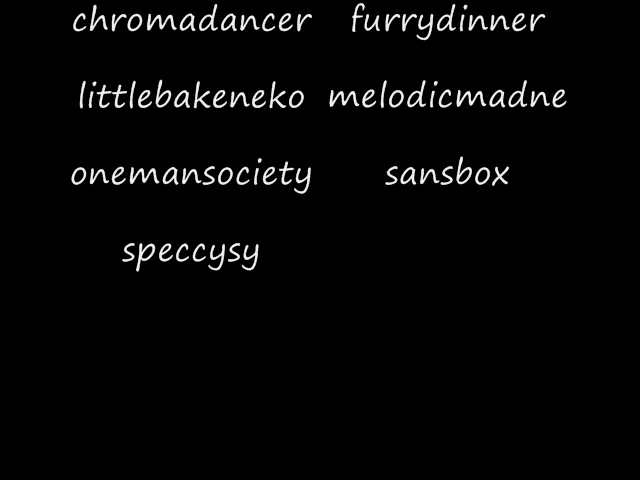 chromadancer furrydinner
littlebakeneko melodicmadne
onemansociety sansbox
speccysy